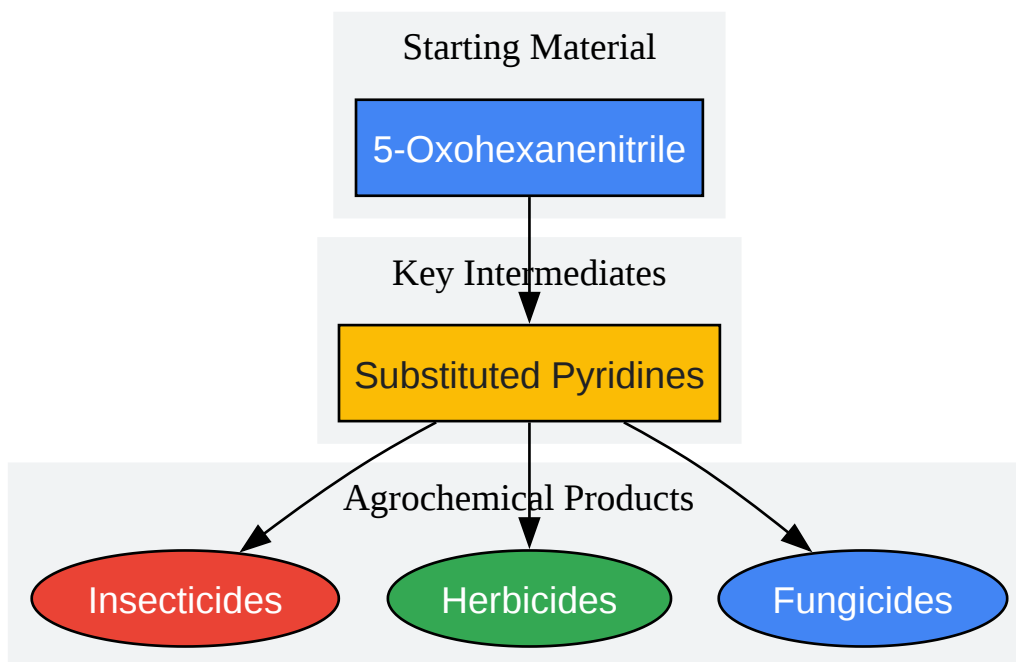 Starting Material
5-Oxohexanenitrile
Key Intermediates
Substituted Pyridines
Agrochemical Products
Insecticides
Herbicides
Fungicides